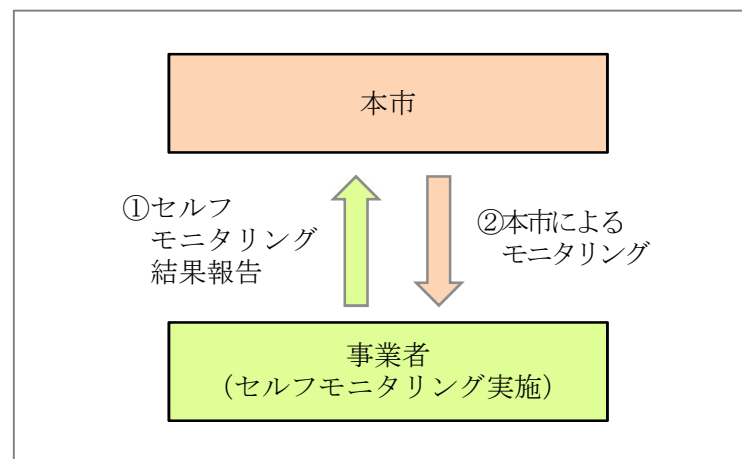 本市
①セルフ
モニタリング
結果報告
②本市による
モニタリング
事業者
（セルフモニタリング実施）